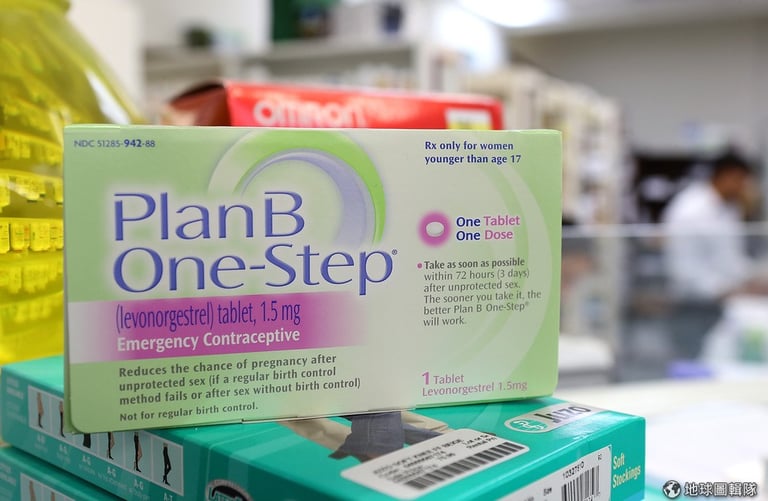 omron
NDC 51285-942-88
Rx only for women
younger than age 17
Plan B
One-Step®
One Tablet
One Dose
• Take as soon as possible
within 72 hours (3 days)
after unprotected sex.
The sooner you take it, the
better Plan B One-Step®
will work.
(levonorgestrel) tablet, 1.5 mg
Emergency Contraceptive
Reduces the chance of pregnancy after
unprotected sex (if a regular birth control
method fails or after sex without birth control)
Not for regular birth control.
1 Tablet
Levonorgestrel 1.5mg
A-G
A-G
A-G
Soft
Stockings
地球圖輯隊